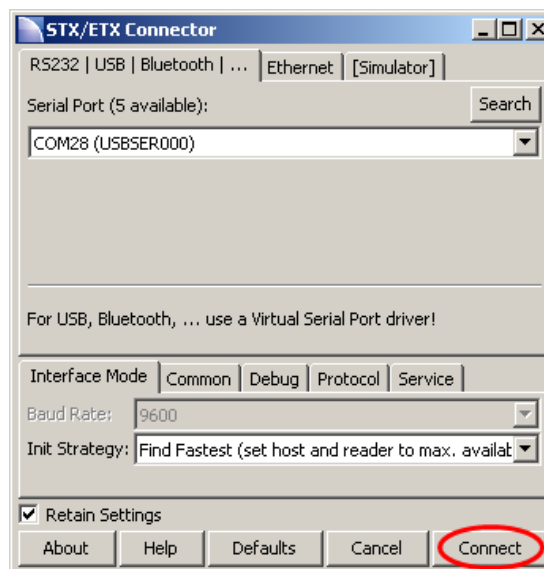 STX/ETX Connector
RS232 | USB | Bluetooth | ... Ethernet [Simulator]
Serial Port (5 available): Search
COM28 (USBSER000)
For USB, Bluetooth, ... use a Virtual Serial Port driver!
Interface Mode Common Debug Protocol Service
Baud Rate: 9600
Init Strategy: Find Fastest (set host and reader to max. availat
Retain Settings
About Help Defaults Cancel Connect